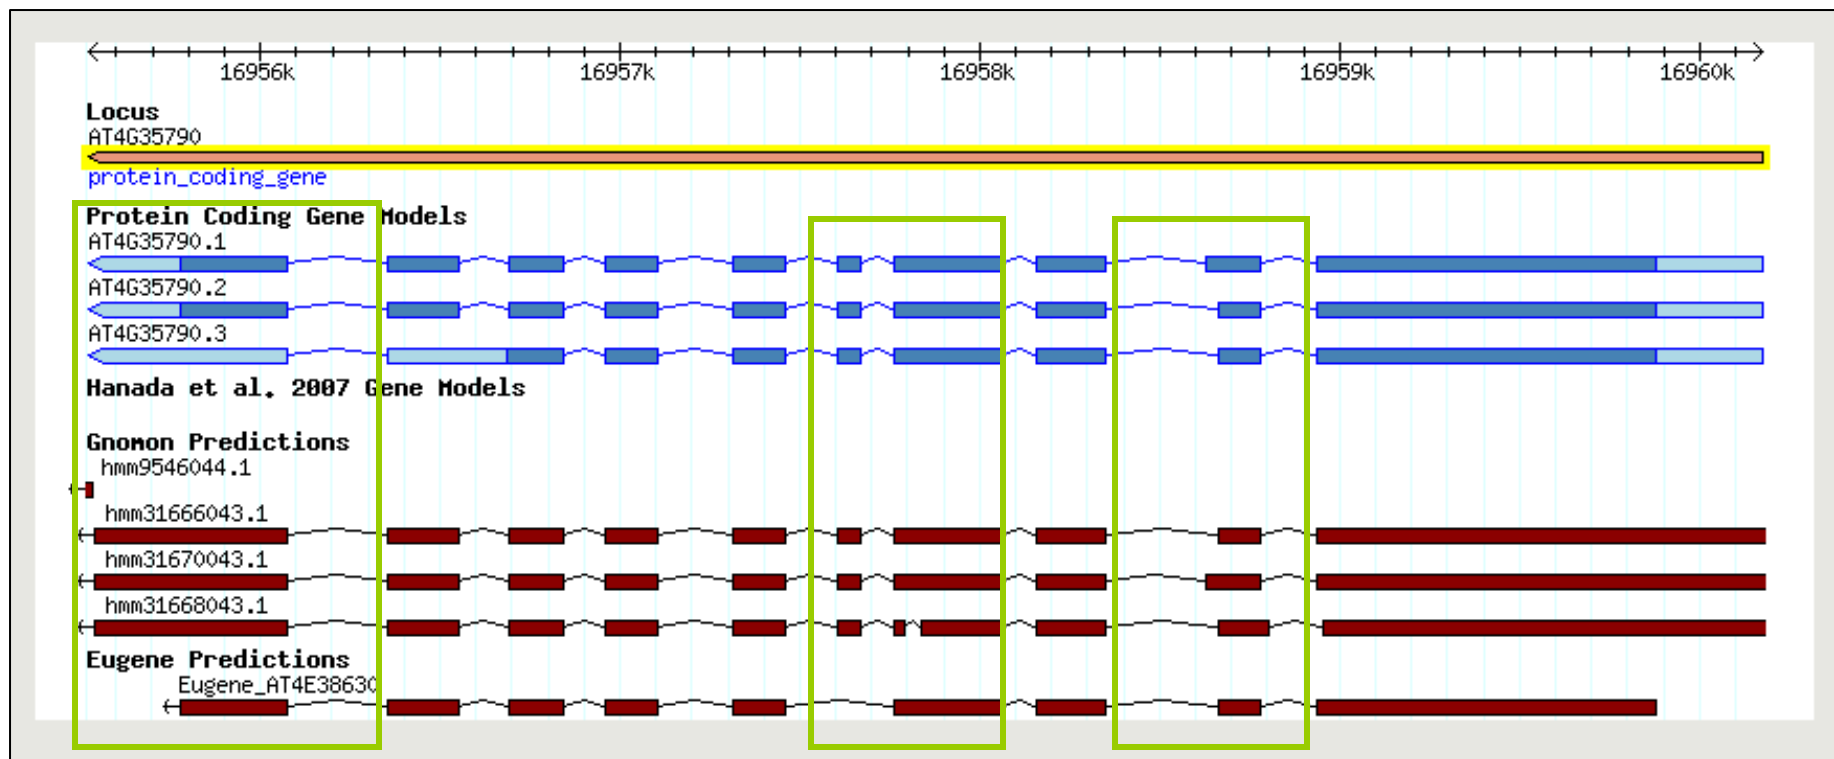 16956k 16957k 16958k 16959k 16960k
Locus
AT4G35790
protein_coding_gene
Protein Coding Gene Models
AT4G35790.1
AT4G35790.2
AT4G35790.3
Hanada et al. 2007 Gene Models
Gnomon Predictions
hmm9546044.1
hmm31666043.1
hmm31670043.1
hmm31668043.1
Eugene Predictions
Eugene_AT4E38630